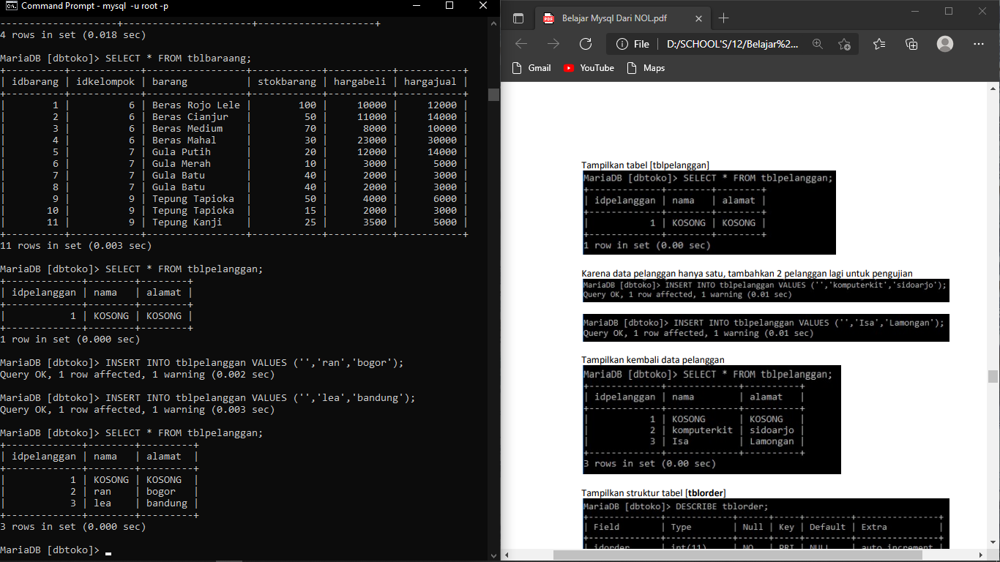 Command Prompt - mysql  -u root -p
---------------------+----------------------+--------------------+
4 rows in set (0.018 sec)
MariaDB [dbtoko]> SELECT * FROM tblbaraang;
+----------+------------+-----------------+------------+-----------+-----------+
| idbarang | idkelompok | barang          | stokbarang | hargabeli | hargajual |
+----------+------------+-----------------+------------+-----------+-----------+
|        1 |          6 | Beras Rojo Lele |        100 |     10000 |     12000 |
|        2 |          6 | Beras Cianjur   |         50 |     11000 |     14000 |
|        3 |          6 | Beras Medium    |         70 |      8000 |     10000 |
|        4 |          6 | Beras Mahal     |         30 |     23000 |     30000 |
|        5 |          7 | Gula Putih      |         20 |     12000 |     14000 |
|        6 |          7 | Gula Merah      |         10 |      3000 |      5000 |
|        7 |          7 | Gula Batu       |         40 |      2000 |      3000 |
|        8 |          7 | Gula Batu       |         40 |      2000 |      3000 |
|        9 |          9 | Tepung Tapioka  |         50 |      4000 |      6000 |
|       10 |          9 | Tepung Tapioka  |         15 |      2000 |      3000 |
|       11 |          9 | Tepung Kanji    |         25 |      3500 |      5000 |
+----------+------------+-----------------+------------+-----------+-----------+
11 rows in set (0.003 sec)
MariaDB [dbtoko]> SELECT * FROM tblpelanggan;
+-------------+--------+--------+
| idpelanggan | nama   | alamat |
+-------------+--------+--------+
|           1 | KOSONG | KOSONG |
+-------------+--------+--------+
1 row in set (0.000 sec)
MariaDB [dbtoko]> INSERT INTO tblpelanggan VALUES ('','ran','bogor');
Query OK, 1 row affected, 1 warning (0.002 sec)
MariaDB [dbtoko]> INSERT INTO tblpelanggan VALUES ('','lea','bandung');
Query OK, 1 row affected, 1 warning (0.003 sec)
MariaDB [dbtoko]> SELECT * FROM tblpelanggan;
+-------------+--------+---------+
| idpelanggan | nama   | alamat  |
+-------------+--------+---------+
|           1 | KOSONG | KOSONG  |
|           2 | ran    | bogor   |
|           3 | lea    | bandung |
+-------------+--------+---------+
3 rows in set (0.000 sec)
MariaDB [dbtoko]>
Belajar Mysql Dari NOL.pdf
File D:/SCHOOL'S/12/Belajar%2...
Gmail YouTube Maps
Tampilkan tabel [tblpelanggan]
MariaDB [dbtoko]> SELECT * FROM tblpelanggan;
+-------------+--------+--------+
| idpelanggan | nama   | alamat |
+-------------+--------+--------+
|           1 | KOSONG | KOSONG |
+-------------+--------+--------+
1 row in set (0.00 sec)
Karena data pelanggan hanya satu, tambahkan 2 pelanggan lagi untuk pengujian
MariaDB [dbtoko]> INSERT INTO tblpelanggan VALUES ('','komputerkit','sidoarjo');
Query OK, 1 row affected, 1 warning (0.01 sec)
MariaDB [dbtoko]> INSERT INTO tblpelanggan VALUES ('','Isa','Lamongan');
Query OK, 1 row affected, 1 warning (0.01 sec)
Tampilkan kembali data pelanggan
MariaDB [dbtoko]> SELECT * FROM tblpelanggan;
+-------------+-------------+----------+
| idpelanggan | nama        | alamat   |
+-------------+-------------+----------+
|           1 | KOSONG      | KOSONG   |
|           2 | komputerkit | sidoarjo |
|           3 | Isa         | Lamongan |
+-------------+-------------+----------+
3 rows in set (0.00 sec)
Tampilkan struktur tabel [tblorder]
MariaDB [dbtoko]> DESCRIBE tblorder;
| Field       | Type      | Null | Key | Default | Extra          |
| idorder     | int(11)   | NO   | PRI | NULL    | auto_increment |